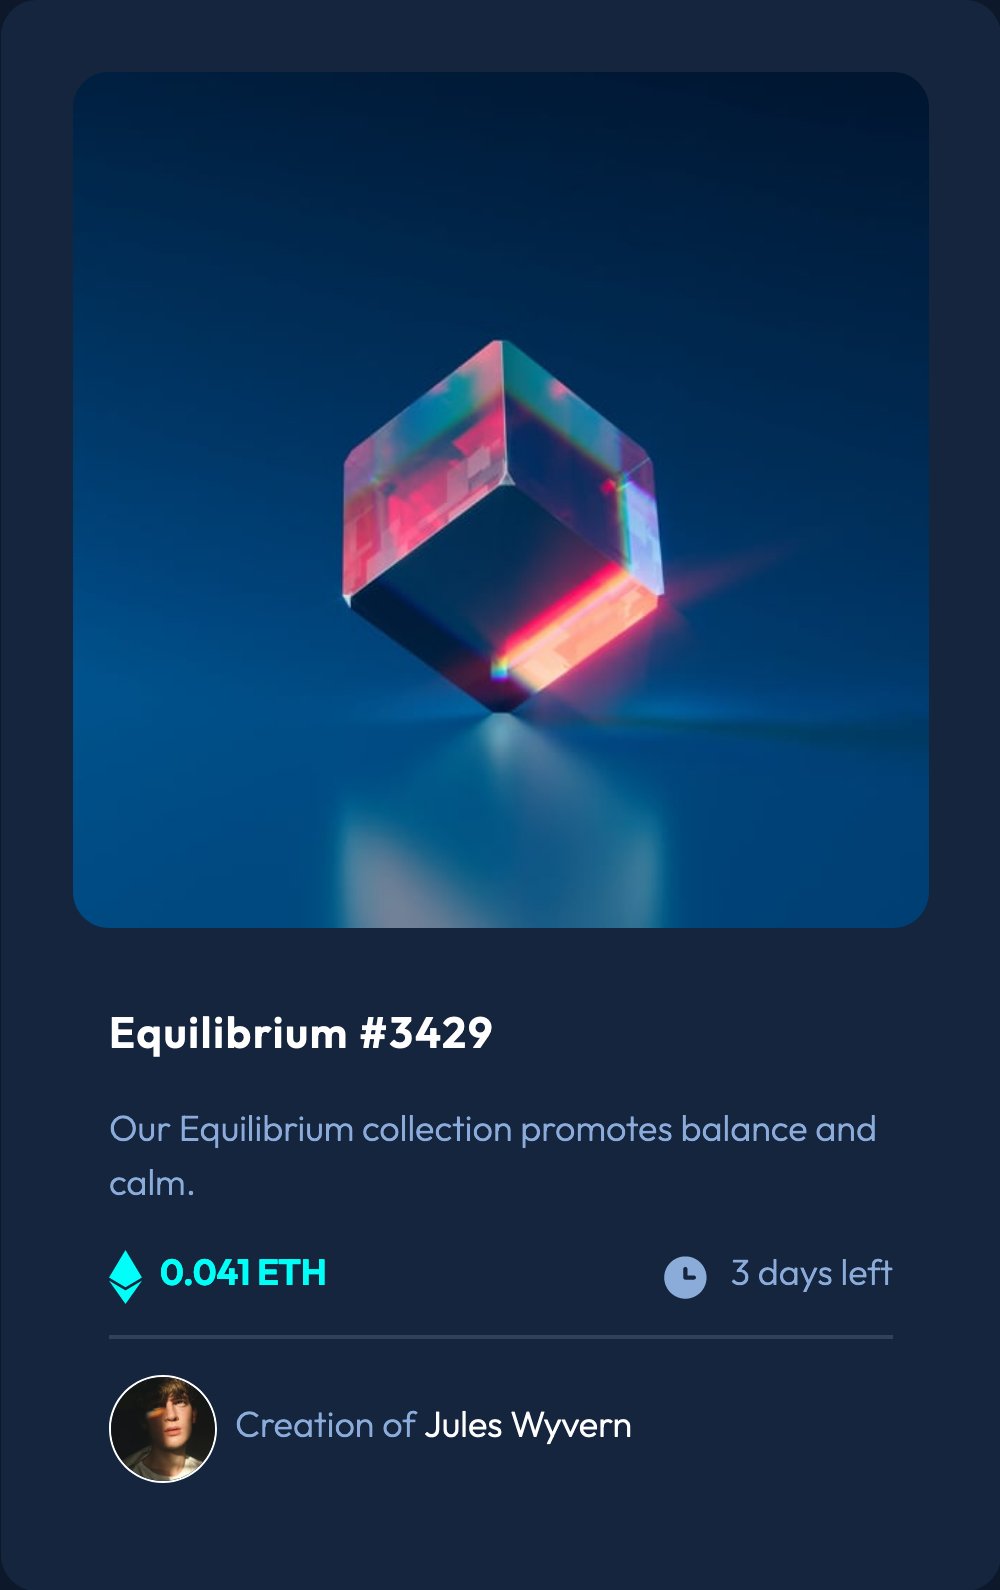 Equilibrium #3429
Our Equilibrium collection promotes balance and
calm.
0.041 ETH
3 days left
Creation of Jules Wyvern